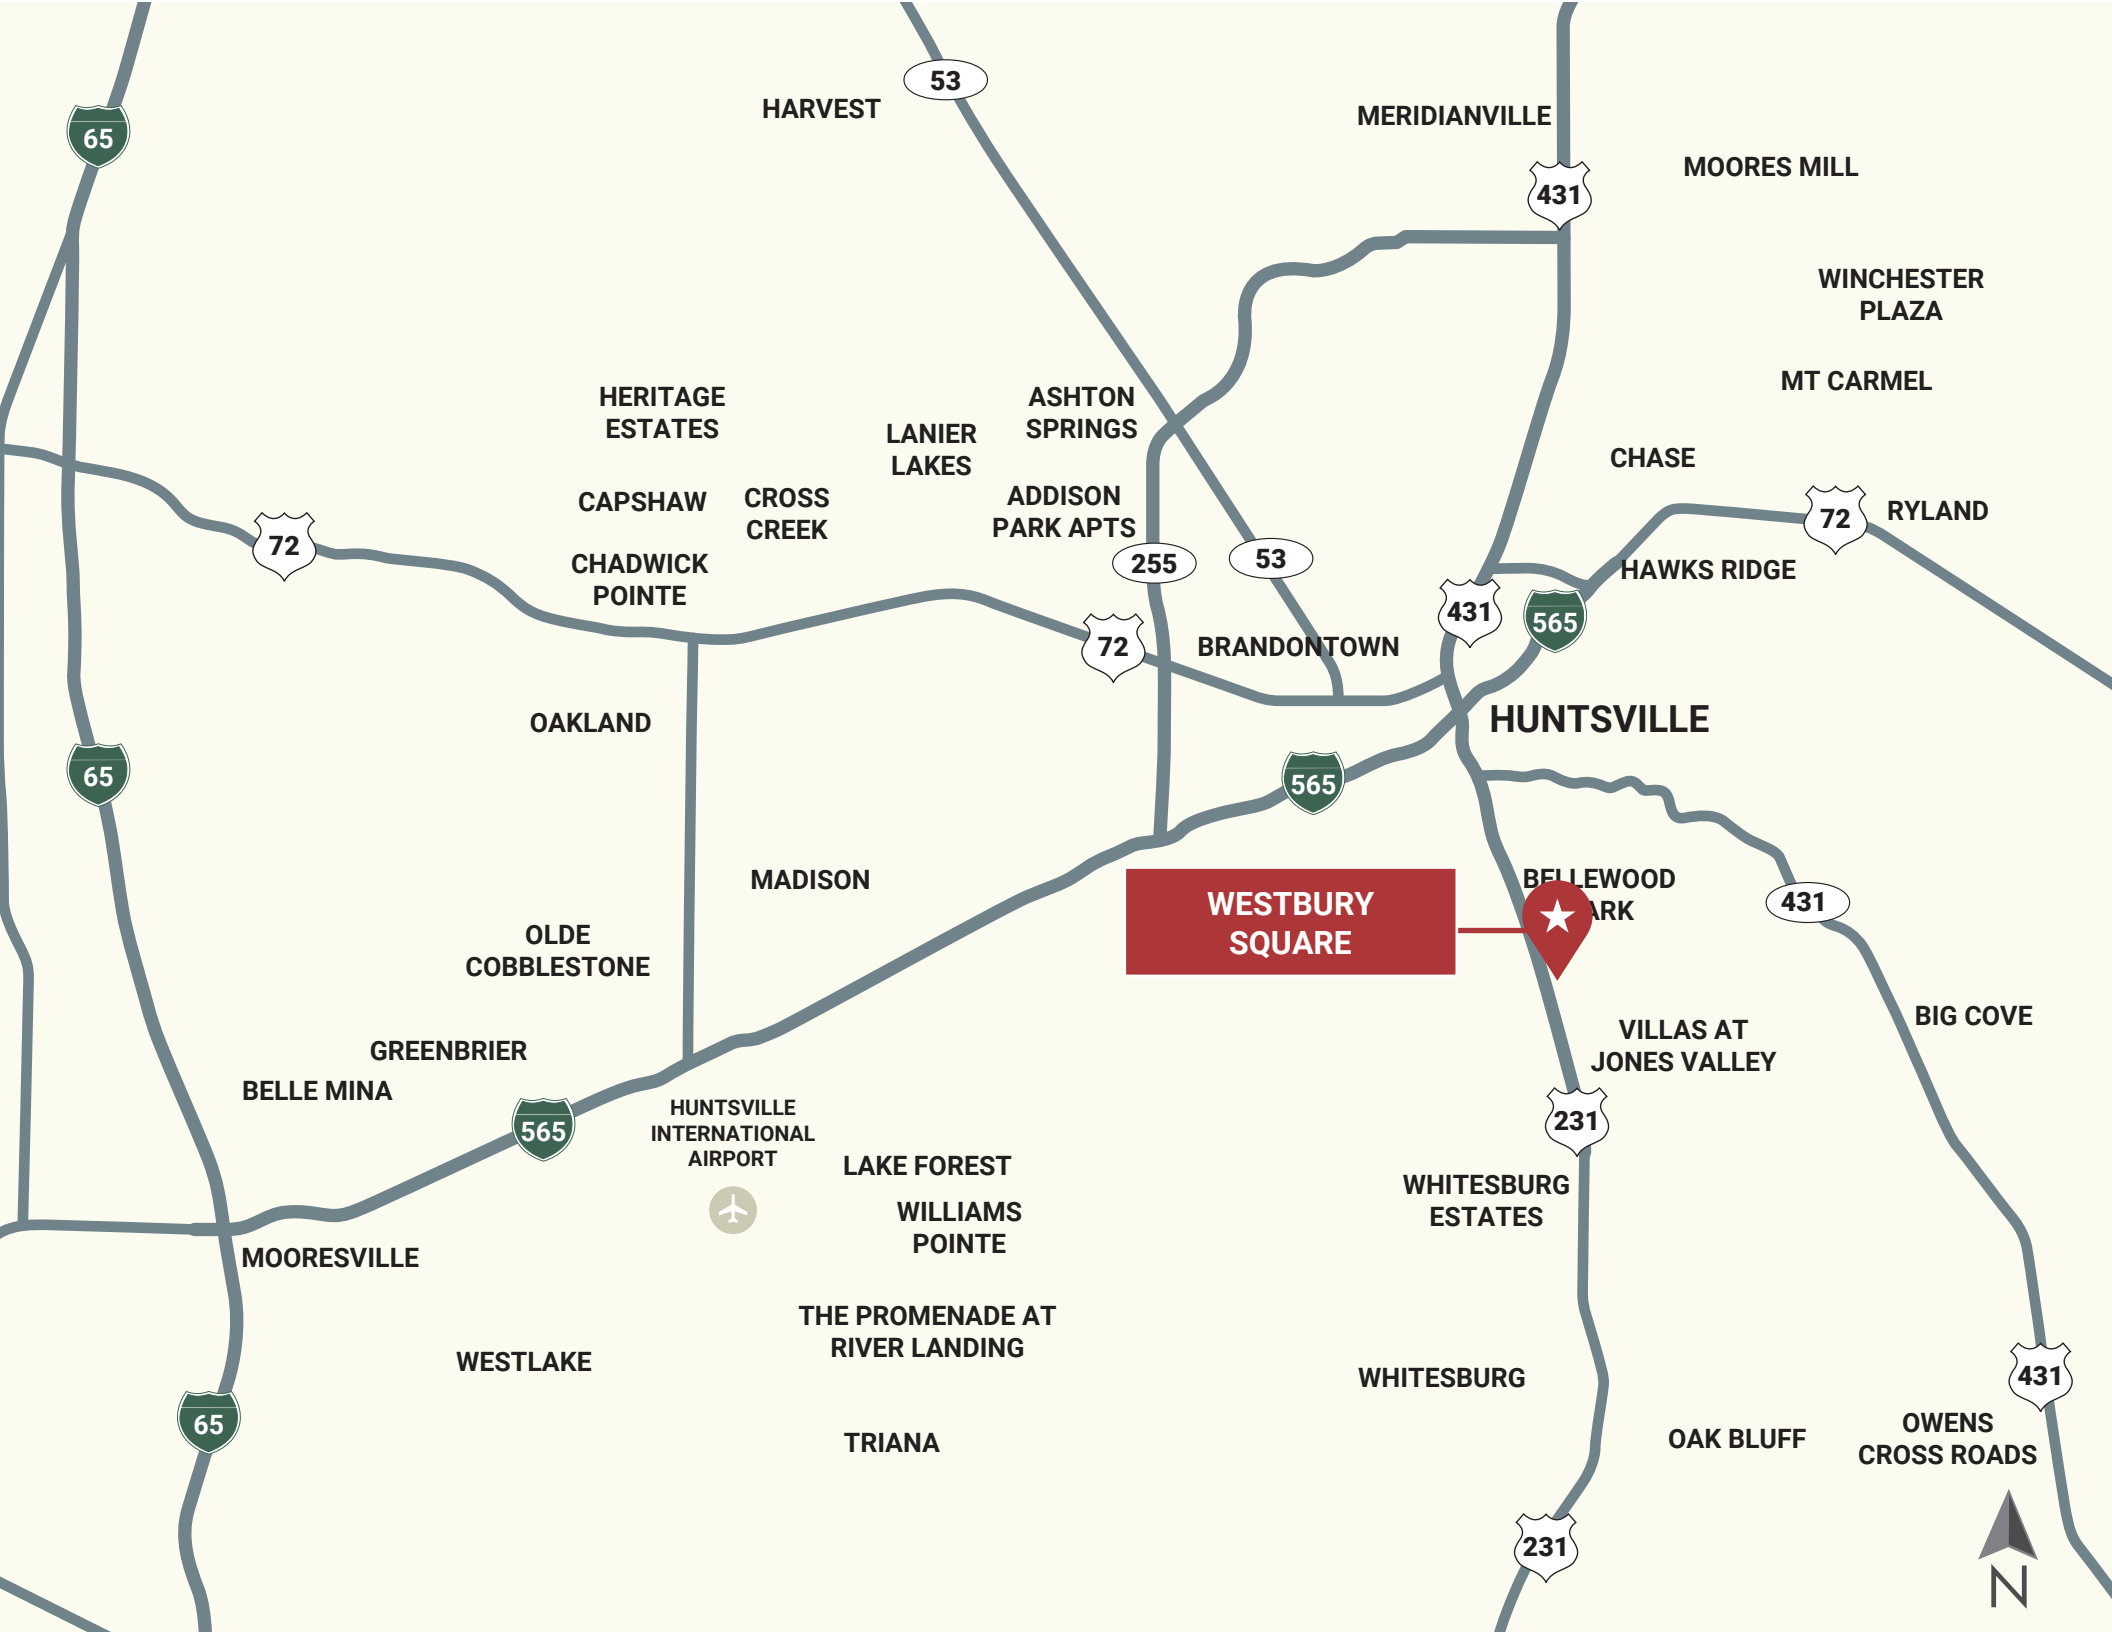 53
HARVEST
MERIDIANVILLE
65
MOORES MILL
431
WINCHESTER
PLAZA
MT CARMEL
HERITAGE
ESTATES
ASHTON
SPRINGS
LANIER
LAKES
CHASE
CAPSHAW
CROSS
CREEK
ADDISON
PARK APTS
72
RYLAND
72
CHADWICK
POINTE
255
53
HAWKS RIDGE
431
565
72
BRANDONTOWN
OAKLAND
HUNTSVILLE
65
565
MADISON
WESTBURY
SQUARE
BELLEWOOD
ARK
431
OLDE
COBBLESTONE
BIG COVE
VILLAS AT
JONES VALLEY
GREENBRIER
BELLE MINA
565
HUNTSVILLE
INTERNATIONAL
AIRPORT
231
LAKE FOREST
WHITESBURG
ESTATES
WILLIAMS
POINTE
MOORESVILLE
THE PROMENADE AT
RIVER LANDING
WESTLAKE
WHITESBURG
431
65
TRIANA
OAK BLUFF
OWENS
CROSS ROADS
231
N